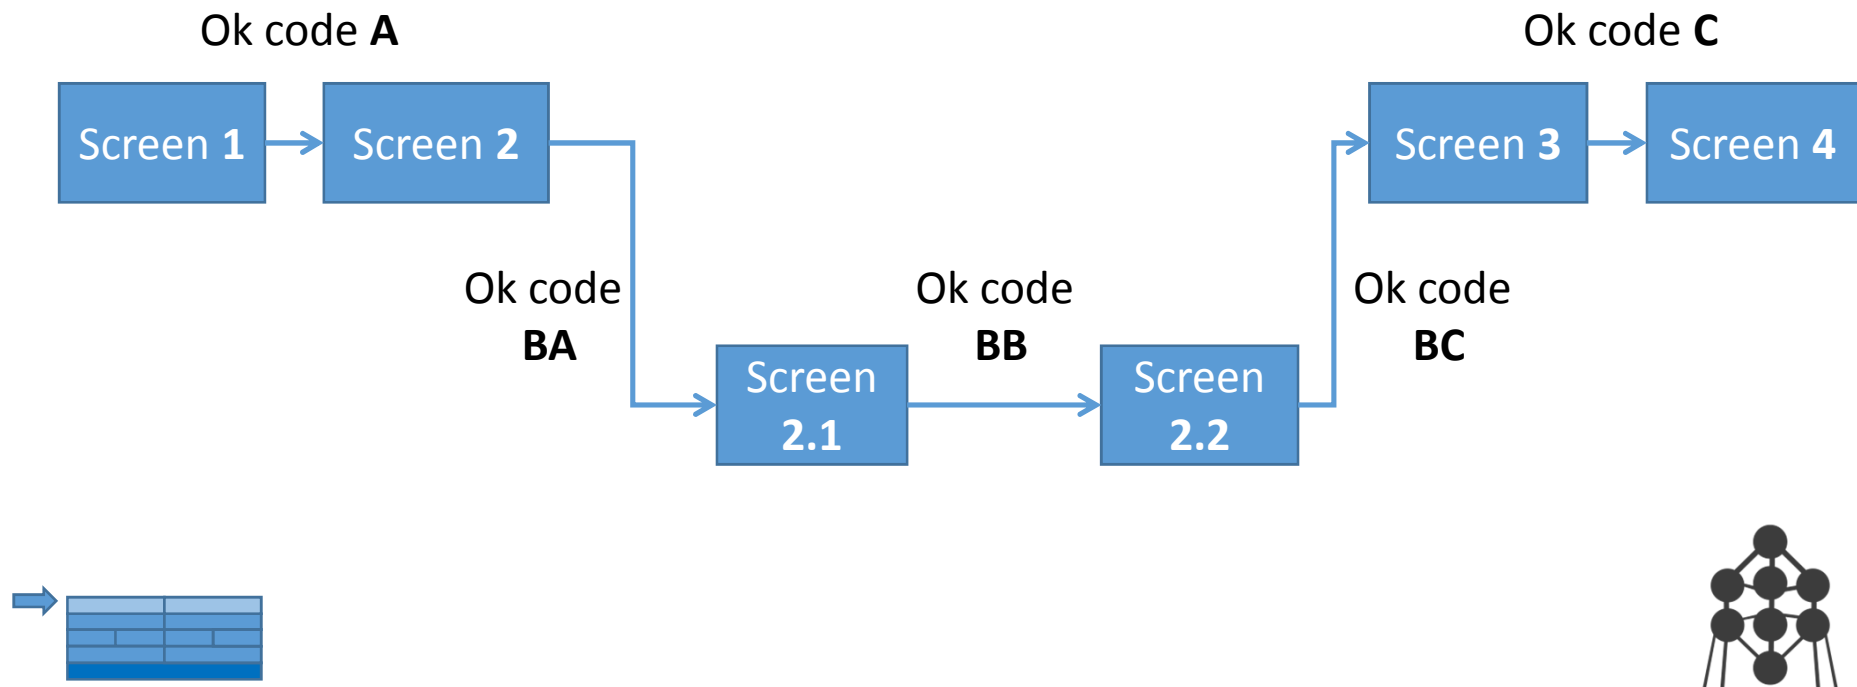 Ok code A
Ok code C
Screen 1
Screen 2
Screen 3
Screen 4
Ok code
BA
Ok code
BB
Ok code
BC
Screen
2.1
Screen
2.2